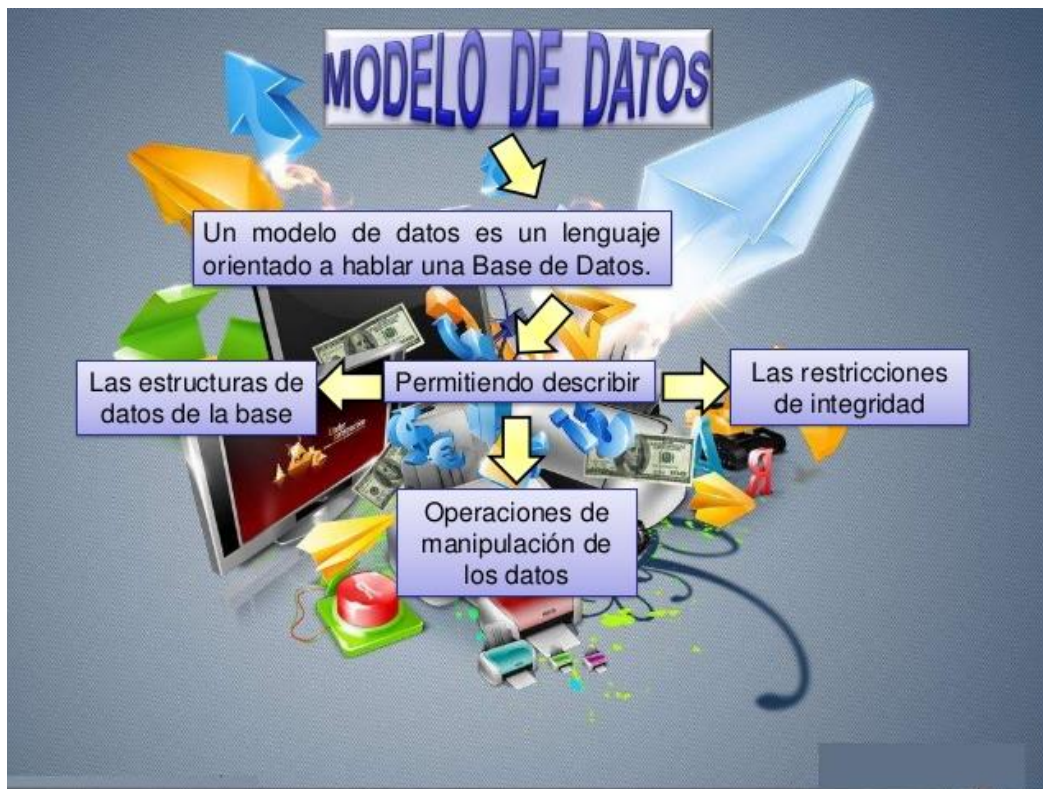 MODELO DE DATOS
Un modelo de datos es un lenguaje
orientado a hablar una Base de Datos.
Las estructuras de
datos de la base
Permitiendo describir
Las restricciones
de integridad
Operaciones de
manipulación de
los datos